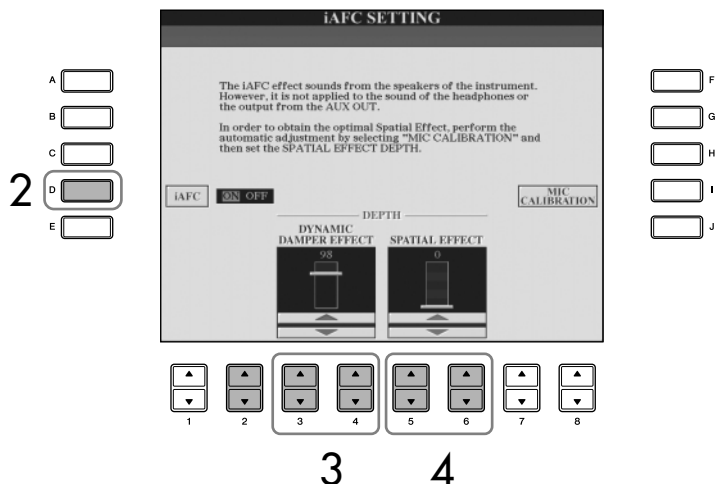 iAFC SETTING
The iAFC effect sounds from the speakers of the instrument.
However, it is not applied to the sound of the headphones or
the output from the AUX OUT.
In order to obtain the optimal Spatial Effect, perform the
automatic adjustment by selecting "MIC CALIBRATION" and
then set the SPATIAL EFFECT DEPTH.
A
B
C
2 D
E
F
G
H
I
J
iAFC ON OFF
MIC
CALIBRATION
DEPTH
DYNAMIC
DAMPER EFFECT
98
SPATIAL EFFECT
0
1 2 3 4 5 6 7 8
3 4